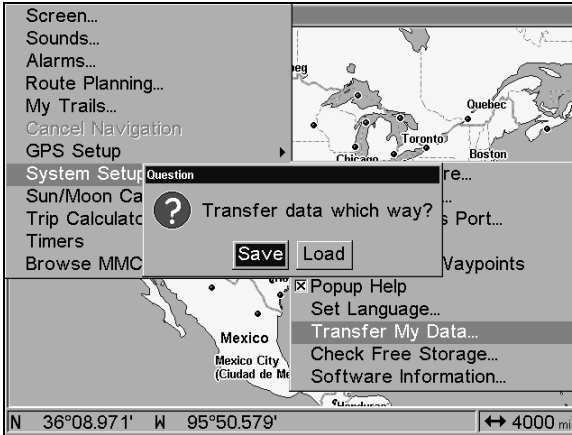 Screen...
Sounds...
Alarms...
Route Planning...
My Trails...
Cancel Navigation
GPS Setup
System Setup
Sun/Moon Ca
Trip Calculato
Timers
Browse MMC
eg
Quebec
Toronto
Chicago
Boston
re...
s Port...
Waypoints
Question
Transfer data which way?
Save
Load
Popup Help
Set Language...
Transfer My Data...
Check Free Storage...
Software Information...
Mexico
Mexico City
(Ciudad de Me
N 36°08.971' W 95°50.579'
4000 mi